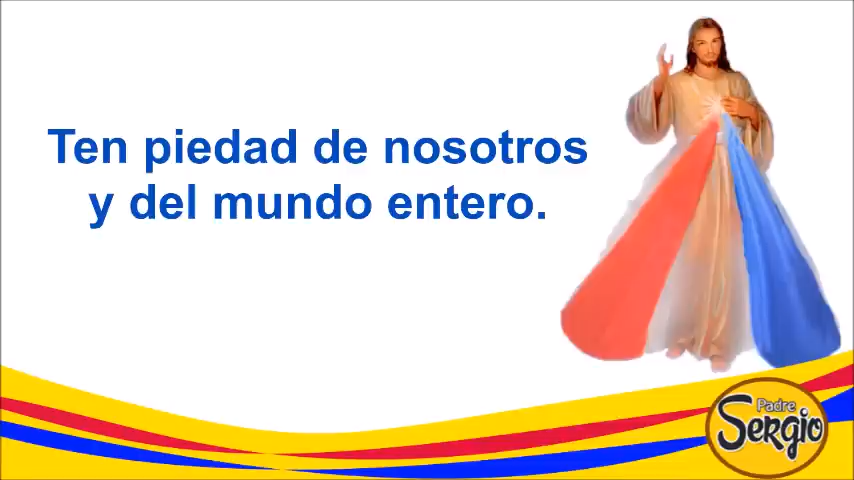 Ten piedad de nosotros
y del mundo entero.
Padre
Sergio